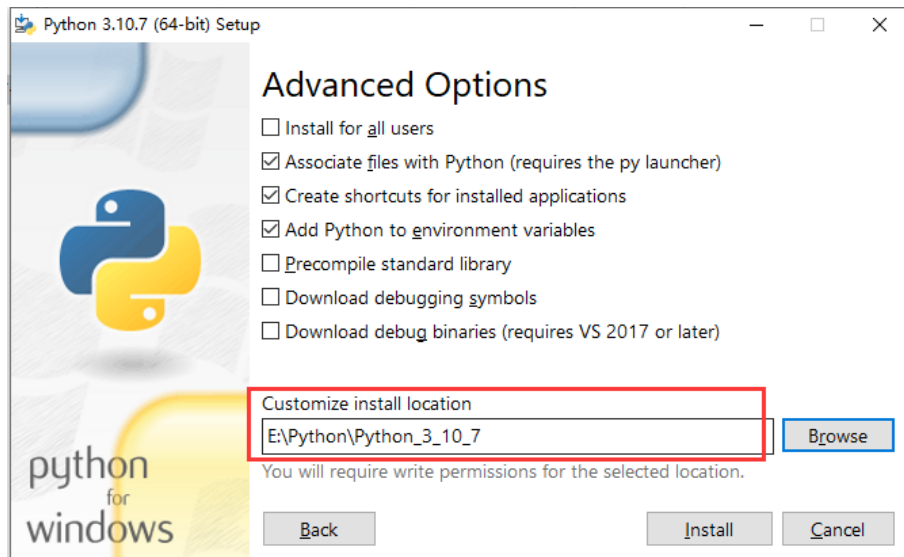 Python 3.10.7 (64-bit) Setup
Advanced Options
Install for all users
Associate files with Python (requires the py launcher)
Create shortcuts for installed applications
Add Python to environment variables
Precompile standard library
Download debugging symbols
Download debug binaries (requires VS 2017 or later)
Customize install location
E:\Python\Python_3_10_7
Browse
You will require write permissions for the selected location.
python
for
windows
Back
Install
Cancel